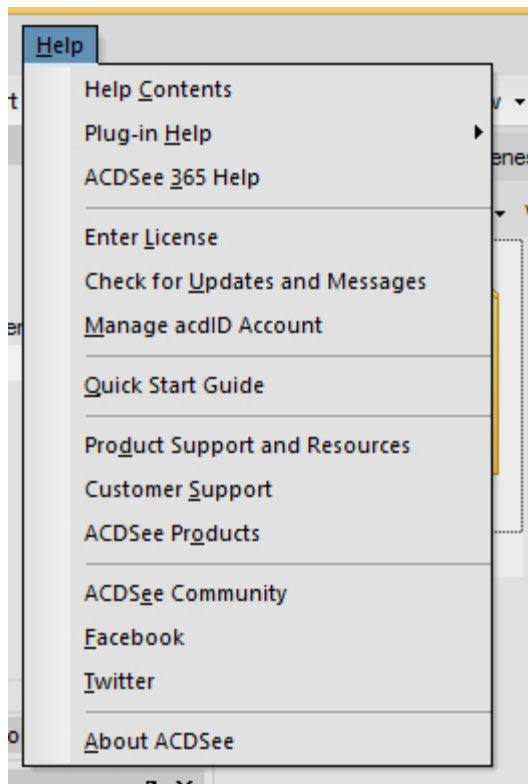 Help
Help Contents
Plug-in Help
ACDSee 365 Help
Enter License
Check for Updates and Messages
Manage acdID Account
Quick Start Guide
Product Support and Resources
Customer Support
ACDSee Products
ACDSee Community
Facebook
Twitter
About ACDSee